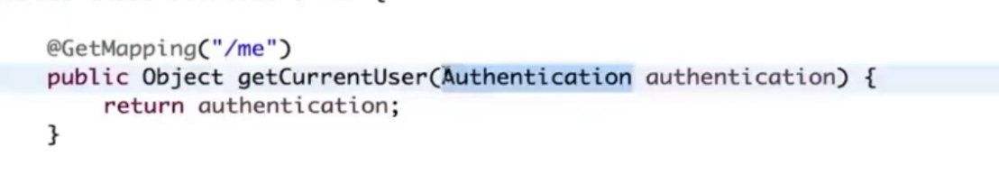 @GetMapping("/me")
public Object getCurrentUser(Authentication authentication) {
return authentication;
}